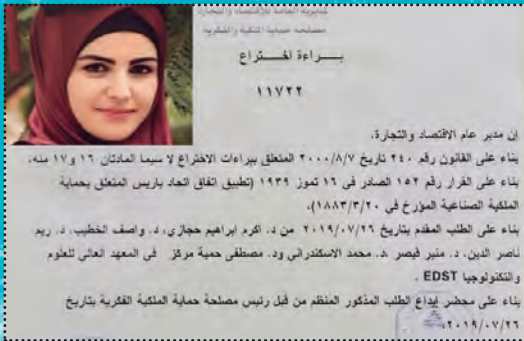 مديرية العامة للاقتصاد والتجارة
مصلحة حماية الملكية الفكرية
بـــراءة اختـــراع
١١٧٢٢
إن مدير عام الاقتصاد والتجارة،
بناء على القانون رقم ٢٤٠ تاريخ ٢٠٠٠/٨/٧ المتعلق ببراءات الاختراع لا سيما المادتان ١٦ و ١٧ منه،
بناء على القرار رقم ١٥٢ الصادر في ١٦ تموز ١٩٣٩ (تطبيق اتفاق اتحاد باريس المتعلق بحماية
الملكية الصناعية المؤرخ في ١٨٨٣/٣/٢٠)،
بناء على الطلب المقدم بتاريخ ٢٠١٩/٠٧/٢٦ من د. اكرم ابراهيم حجازي، د. واصف الخطيب، د. ريم
ناصر الدين، د. منير قيصر ،د. محمد الاسكندراني ود. مصطفى حمية مركز في المعهد العالي للعلوم
والتكنولوجيا EDST ،
بناء على محضر إيداع الطلب المذكور المنظم من قبل رئيس مصلحة حماية الملكية الفكرية بتاريخ
٢٠١٩/٠٧/٢٦،